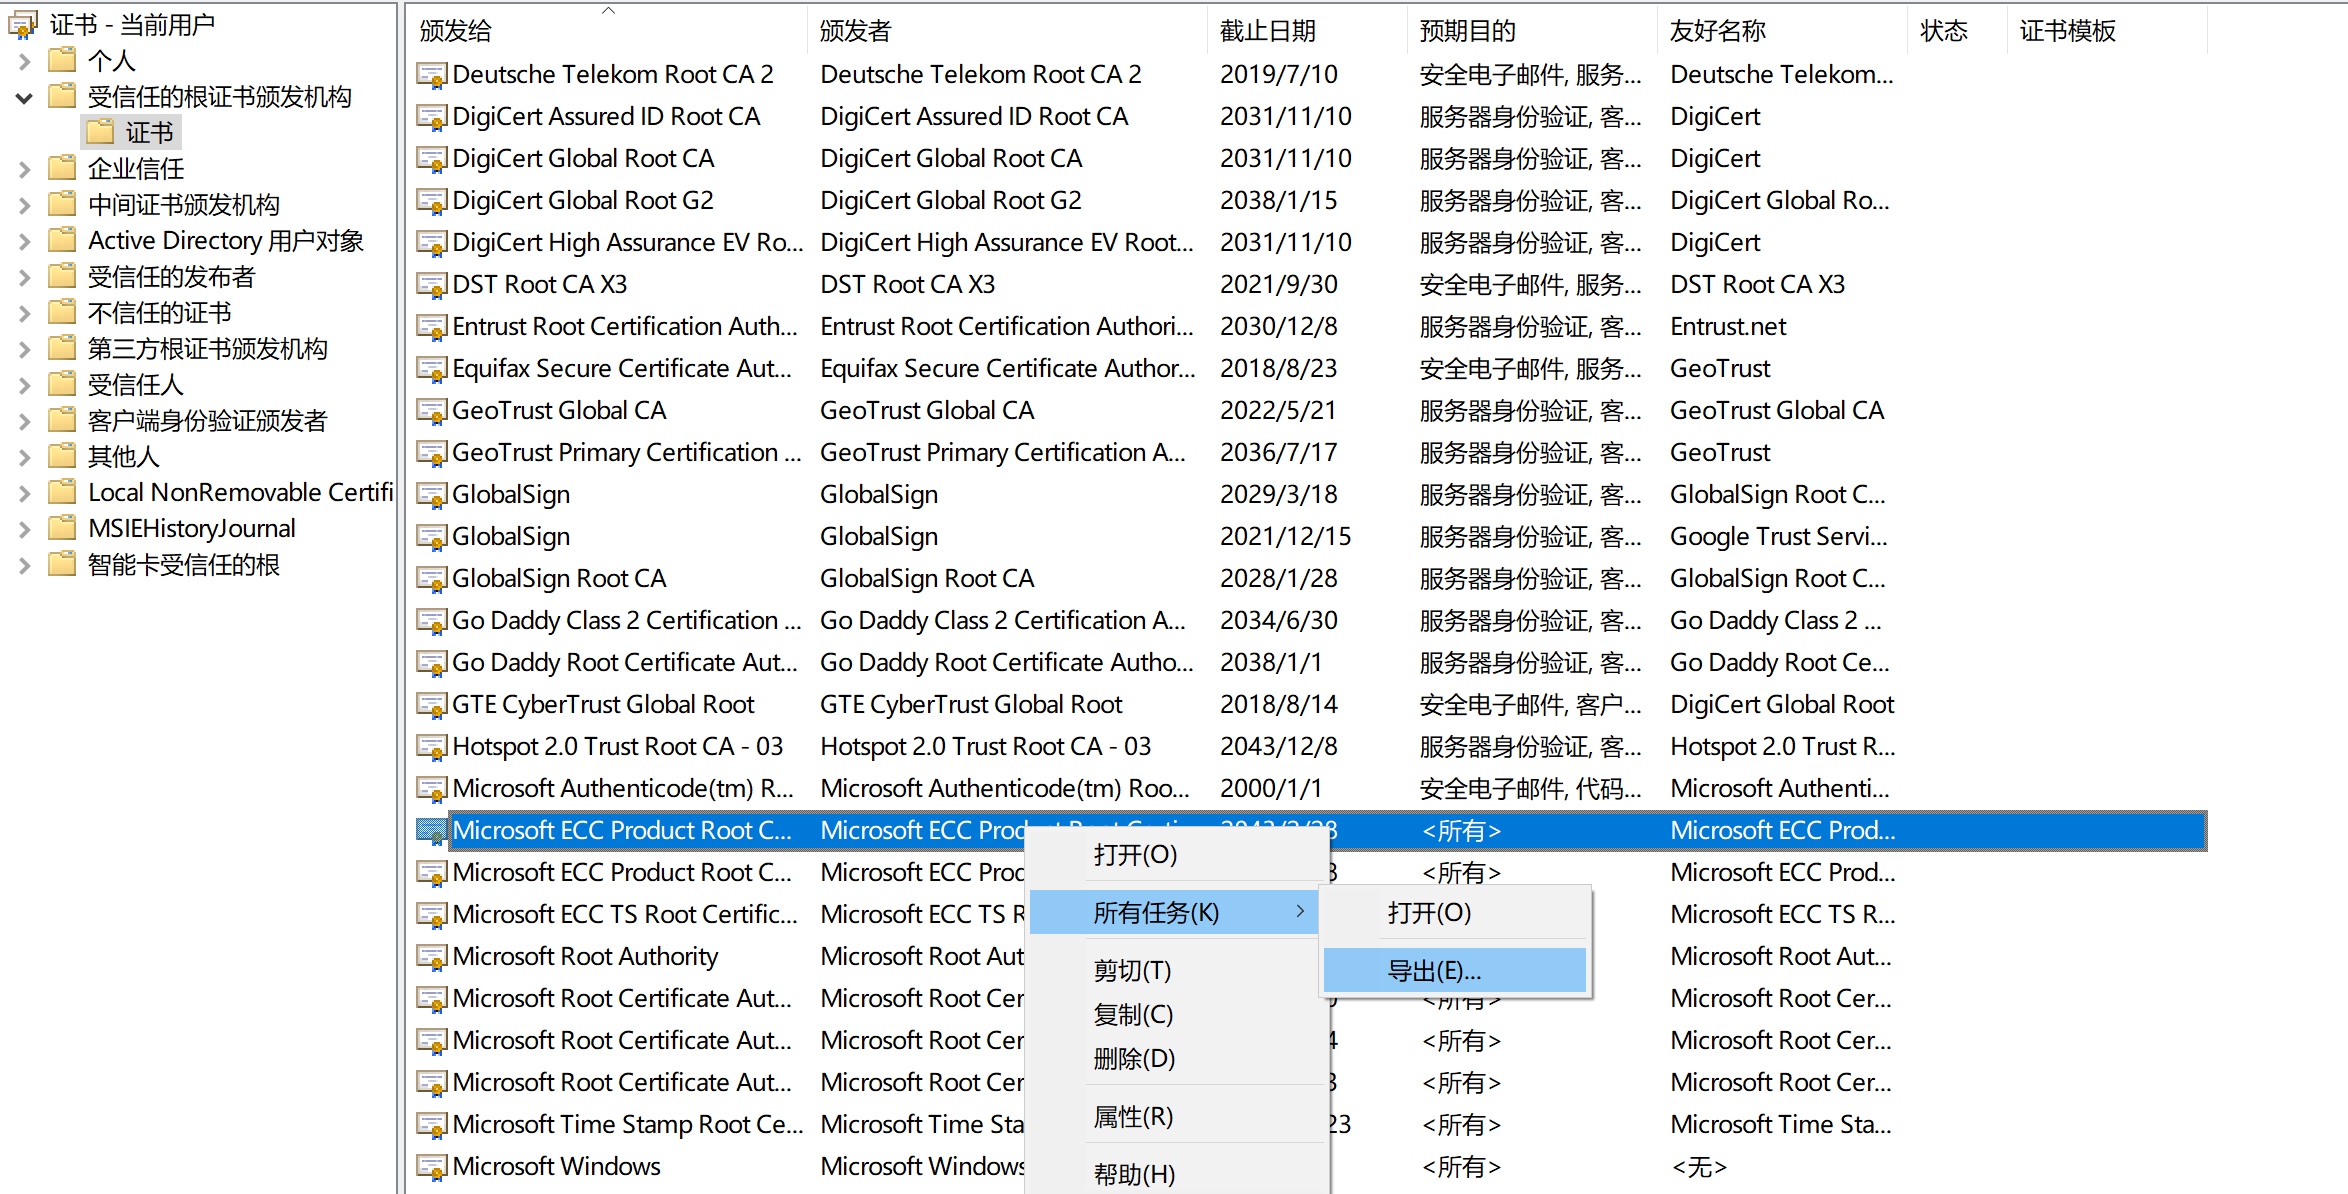 证书 - 当前用户
个人
受信任的根证书颁发机构
证书
企业信任
中间证书颁发机构
Active Directory 用户对象
受信任的发布者
不信任的证书
第三方根证书颁发机构
受信任人
客户端身份验证颁发者
其他人
Local NonRemovable Certifi
MSIEHistoryJournal
智能卡受信任的根
颁发给 颁发者 截止日期 预期目的 友好名称 状态 证书模板
Deutsche Telekom Root CA 2 Deutsche Telekom Root CA 2 2019/7/10 安全电子邮件, 服务... Deutsche Telekom...
DigiCert Assured ID Root CA DigiCert Assured ID Root CA 2031/11/10 服务器身份验证, 客... DigiCert
DigiCert Global Root CA DigiCert Global Root CA 2031/11/10 服务器身份验证, 客... DigiCert
DigiCert Global Root G2 DigiCert Global Root G2 2038/1/15 服务器身份验证, 客... DigiCert Global Ro...
DigiCert High Assurance EV Ro... DigiCert High Assurance EV Root... 2031/11/10 服务器身份验证, 客... DigiCert
DST Root CA X3 DST Root CA X3 2021/9/30 安全电子邮件, 服务... DST Root CA X3
Entrust Root Certification Auth... Entrust Root Certification Authori... 2030/12/8 服务器身份验证, 客... Entrust.net
Equifax Secure Certificate Aut... Equifax Secure Certificate Author... 2018/8/23 安全电子邮件, 服务... GeoTrust
GeoTrust Global CA GeoTrust Global CA 2022/5/21 服务器身份验证, 客... GeoTrust Global CA
GeoTrust Primary Certification ... GeoTrust Primary Certification A... 2036/7/17 服务器身份验证, 客... GeoTrust
GlobalSign GlobalSign 2029/3/18 服务器身份验证, 客... GlobalSign Root C...
GlobalSign GlobalSign 2021/12/15 服务器身份验证, 客... Google Trust Servi...
GlobalSign Root CA GlobalSign Root CA 2028/1/28 服务器身份验证, 客... GlobalSign Root C...
Go Daddy Class 2 Certification ... Go Daddy Class 2 Certification A... 2034/6/30 服务器身份验证, 客... Go Daddy Class 2 ...
Go Daddy Root Certificate Aut... Go Daddy Root Certificate Autho... 2038/1/1 服务器身份验证, 客... Go Daddy Root Ce...
GTE CyberTrust Global Root GTE CyberTrust Global Root 2018/8/14 安全电子邮件, 客户... DigiCert Global Root
Hotspot 2.0 Trust Root CA - 03 Hotspot 2.0 Trust Root CA - 03 2043/12/8 服务器身份验证, 客... Hotspot 2.0 Trust R...
Microsoft Authenticode(tm) R... Microsoft Authenticode(tm) Roo... 2000/1/1 安全电子邮件, 代码... Microsoft Authenti...
Microsoft ECC Product Root C... Microsoft ECC Product Root <所有> Microsoft ECC Prod...
Microsoft ECC Product Root C... Microsoft ECC Prod 3 <所有> Microsoft ECC Prod...
Microsoft ECC TS Root Certific... Microsoft ECC TS R Microsoft ECC TS R...
Microsoft Root Authority Microsoft Root Aut Microsoft Root Aut...
Microsoft Root Certificate Aut... Microsoft Root Cer <所有> Microsoft Root Cer...
Microsoft Root Certificate Aut... Microsoft Root Cer 4 <所有> Microsoft Root Cer...
Microsoft Root Certificate Aut... Microsoft Root Cer 3 <所有> Microsoft Root Cer...
Microsoft Time Stamp Root Ce... Microsoft Time Sta 23 <所有> Microsoft Time Sta...
Microsoft Windows Microsoft Windows <所有> <无>
打开(O)
所有任务(K)
剪切(T)
复制(C)
删除(D)
属性(R)
帮助(H)
打开(O)
导出(E)...